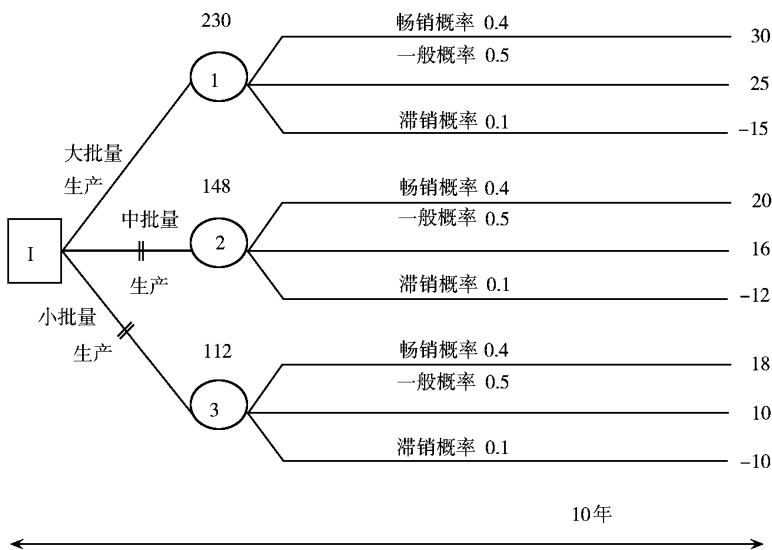 230
畅销概率 0.4
30
一般概率 0.5
1
25
滞销概率 0.1
-15
大批量
生产
148
畅销概率 0.4
20
中批量
一般概率 0.5
2
I
16
生产
滞销概率 0.1
-12
小批量
生产
112
畅销概率 0.4
18
一般概率 0.5
3
10
滞销概率 0.1
-10
10年